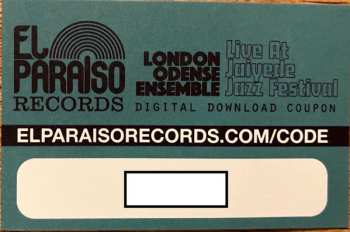 EL
PARAISO
RECORDS
LONDON
ODENSE
ENSEMBLE
Live At
Jaiyede
Jazz Festival
DIGITAL DOWNLOAD COUPON
ELPARAISORECORDS.COM/CODE